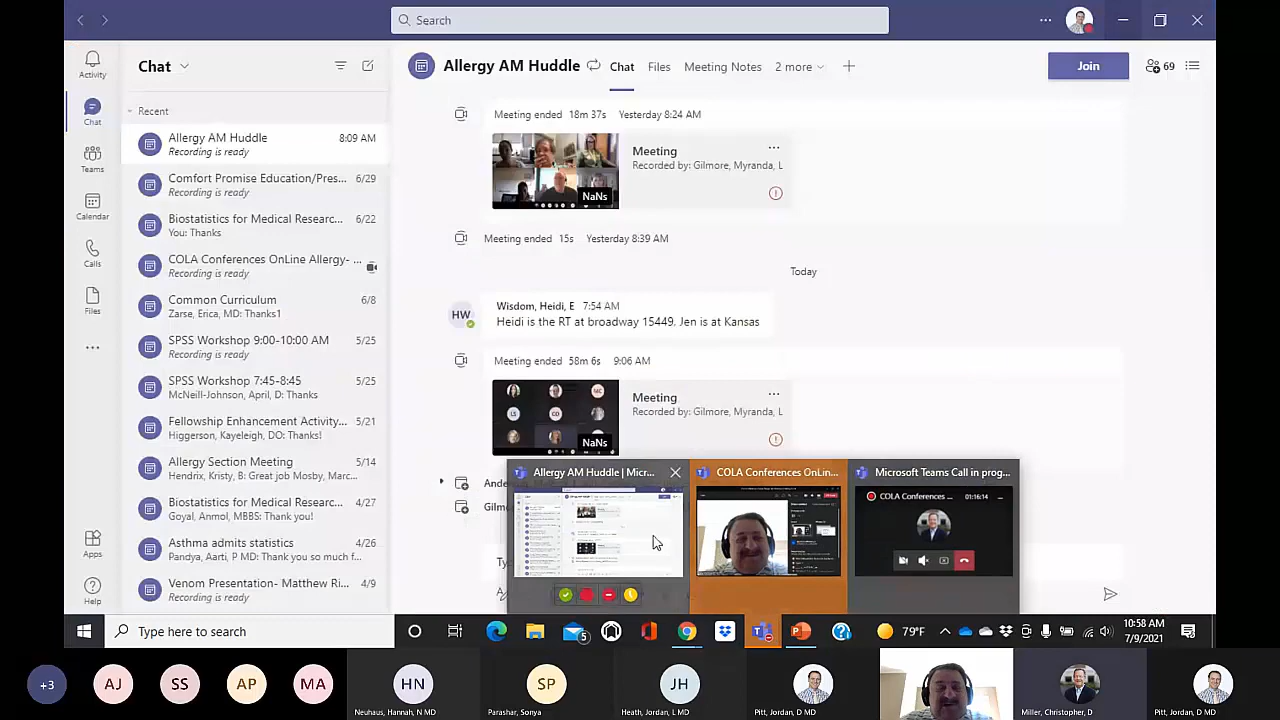 Search
Activity
Chat
Teams
Calendar
Calls
Files
Apps
Help
Chat
Recent
Allergy AM Huddle 8:09 AM
Recording is ready
Comfort Promise Education/Pres... 6/29
Recording is ready
Biostatistics for Medical Researc... 6/22
You: Thanks
COLA Conferences OnLine Allergy- ...
Recording is ready
Common Curriculum 6/8
Zarse, Erica, MD: Thanks1
SPSS Workshop 9:00-10:00 AM 5/25
Recording is ready
SPSS Workshop 7:45-8:45 5/25
McNeill-Johnson, April, D: Thanks!
Fellowship Enhancement Activity... 5/21
Higgerson, Kayeleigh, DO: Thanks!
Allergy Section Meeting 5/14
Hendrix, Kristy, B: Great job Mosby, Marc...
Biostatistics for Medical Researc... 5/10
Goyal, Anmol, MBBS: Thank you!
Asthma admits statistics 4/26
Pandya, Aarti, P MD: Thanks
Venom Presentation- Matthew Ri... 4/9
Recording is ready
Allergy AM Huddle Chat Files Meeting Notes 2 more Join 69
Meeting ended 18m 37s Yesterday 8:24 AM
Meeting
Recorded by: Gilmore, Myranda, L
NaNs
Meeting ended 15s Yesterday 8:39 AM
Today
HW
Wisdom, Heidi, E 7:54 AM
Heidi is the RT at broadway 15449. Jen is at Kansas
Meeting ended 58m 6s 9:06 AM
Meeting
Recorded by: Gilmore, Myranda, L
NaNs
Allergy AM Huddle | Micr...
COLA Conferences OnLin...
Microsoft Teams Call in prog...
COLA Conferences ... 01:16:14
Type here to search
5
79°F
10:58 AM
7/9/2021
+3
AJ
SS
AP
MA
HN
Neuhaus, Hannah, N MD
SP
Parashar, Sonya
JH
Heath, Jordan, L MD
Pitt, Jordan, D MD
Miller, Christopher, D
Pitt, Jordan, D MD